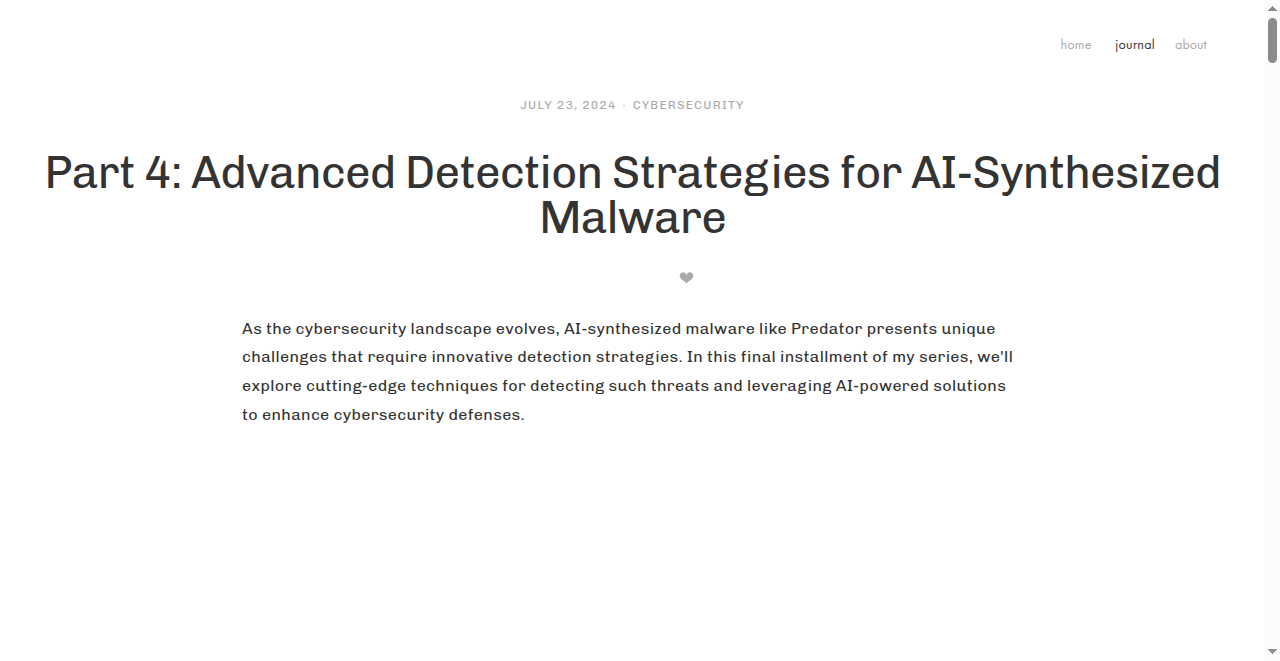 home journal about
JULY 23, 2024 · CYBERSECURITY
Part 4: Advanced Detection Strategies for AI-Synthesized
Malware
As the cybersecurity landscape evolves, AI-synthesized malware like Predator presents unique
challenges that require innovative detection strategies. In this final installment of my series, we'll
explore cutting-edge techniques for detecting such threats and leveraging AI-powered solutions
to enhance cybersecurity defenses.